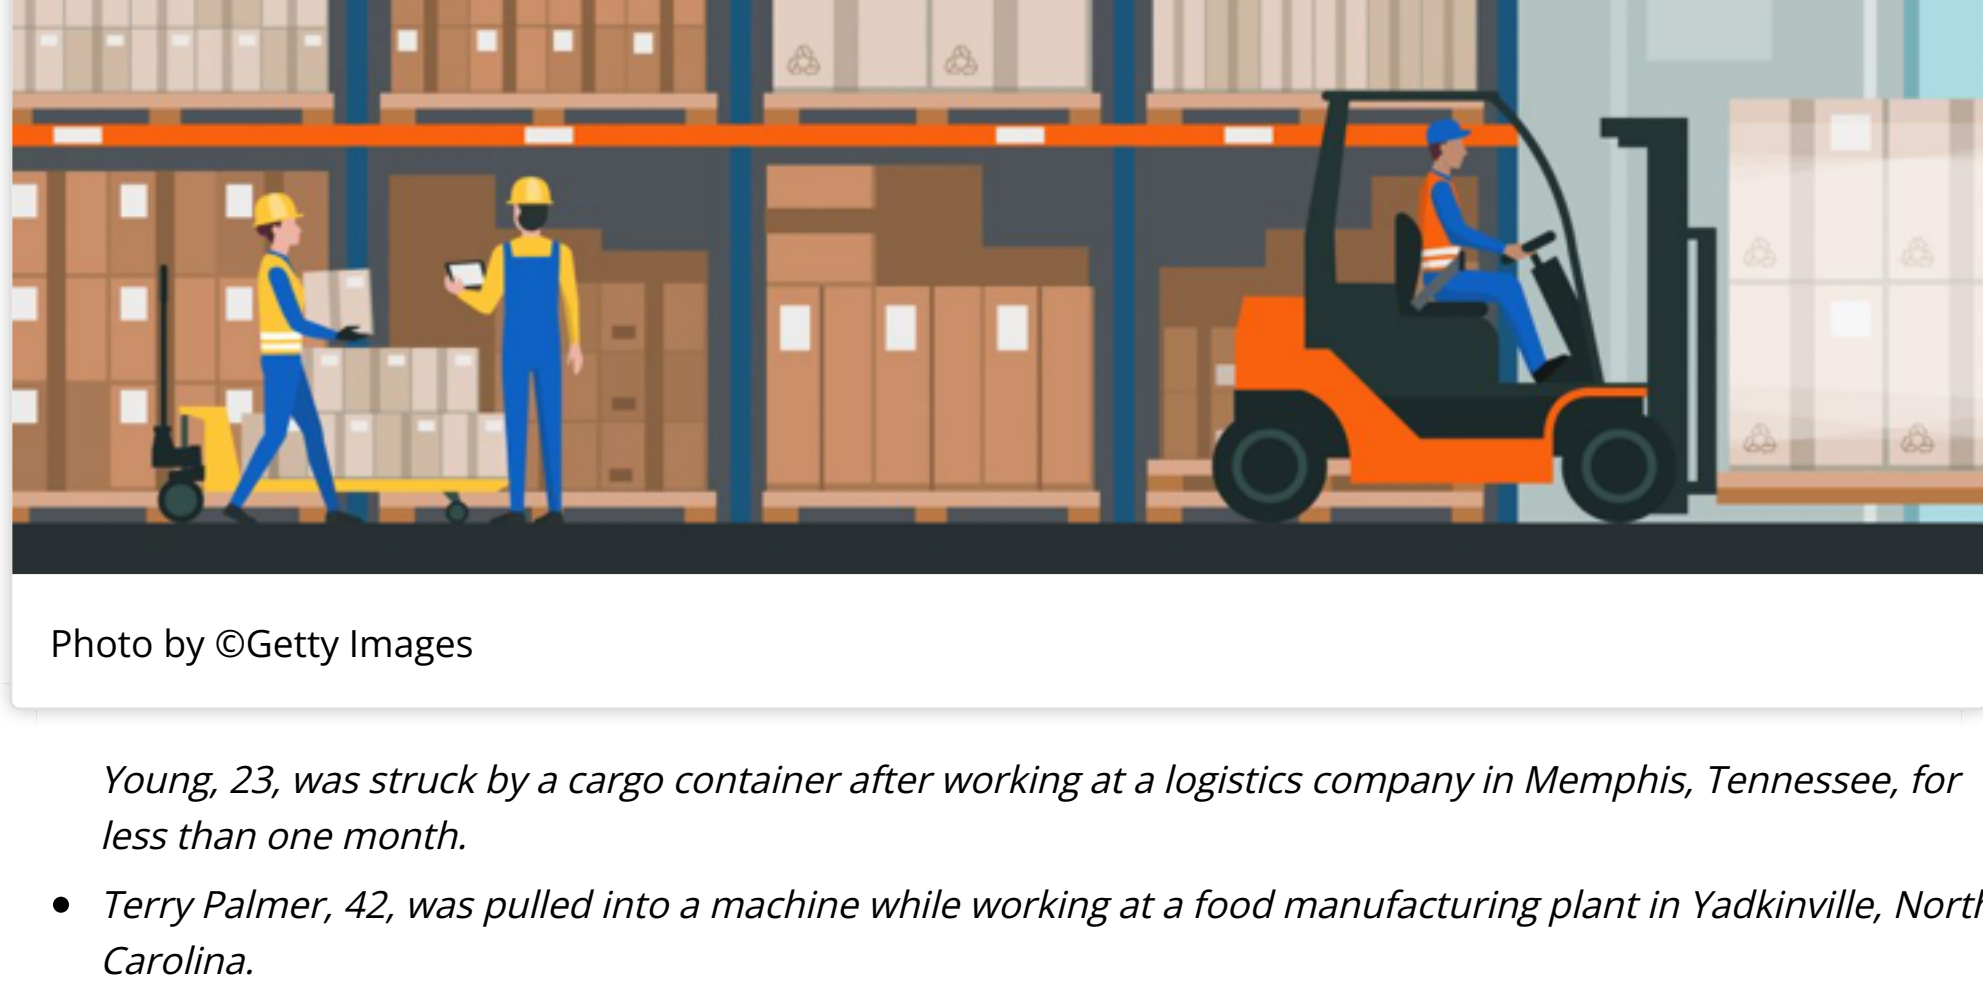 Photo by ©Getty Images
Young, 23, was struck by a cargo container after working at a logistics company in Memphis, Tennessee, for
less than one month.
• Terry Palmer, 42, was pulled into a machine while working at a food manufacturing plant in Yadkinville, North
Carolina.